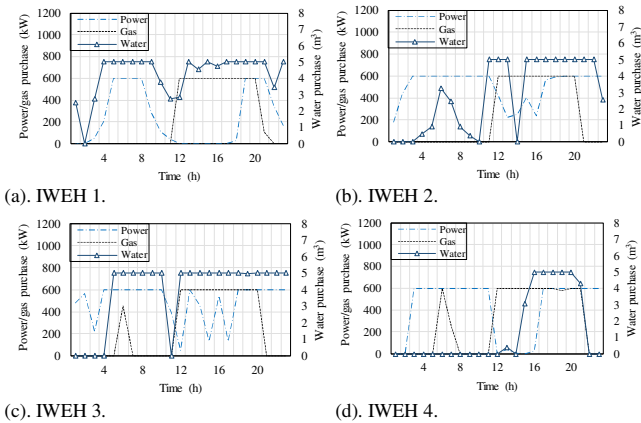 1200
1000
800
600
400
200
0
Power/gas purchase (kW)
Power
Gas
Water
8
7
6
5
4
3
2
1
0
Water purchase (m³)
4 8 12 16 20
Time (h)
(a). IWEH 1.
1200
1000
800
600
400
200
0
Power/gas purchase (kW)
Power
Gas
Water
8
7
6
5
4
3
2
1
0
Water purchase (m³)
4 8 12 16 20
Time (h)
(b). IWEH 2.
1200
1000
800
600
400
200
0
Power/gas purchase (kW)
Power
Gas
Water
8
7
6
5
4
3
2
1
0
Water purchase (m³)
4 8 12 16 20
Time (h)
(c). IWEH 3.
1200
1000
800
600
400
200
0
Power/gas purchase (kW)
Power
Gas
Water
8
7
6
5
4
3
2
1
0
Water purchase (m³)
4 8 12 16 20
Time (h)
(d). IWEH 4.